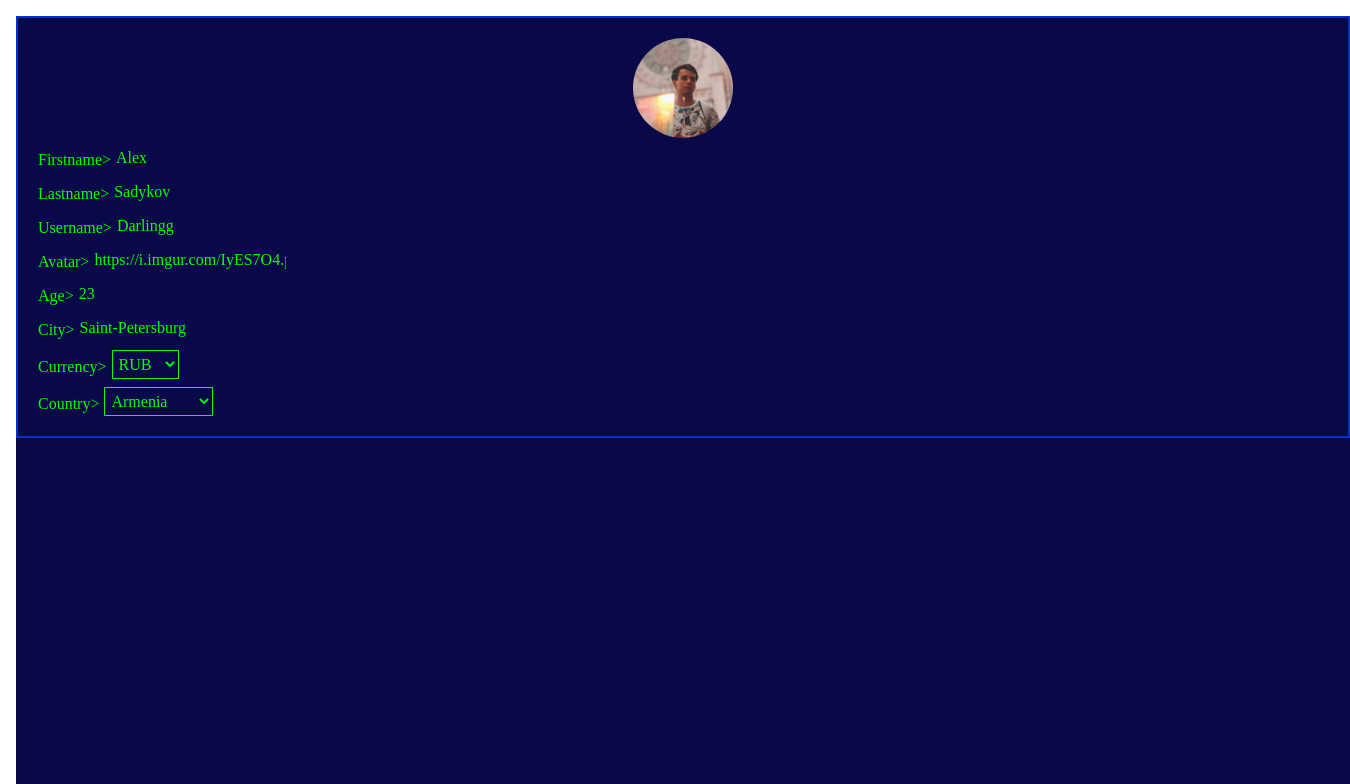 Firstname> Alex
Lastname> Sadykov
Username> Darlingg
Avatar> https://i.imgur.com/IyES7O4.
Age> 23
City> Saint-Petersburg
Currency> RUB
Country> Armenia